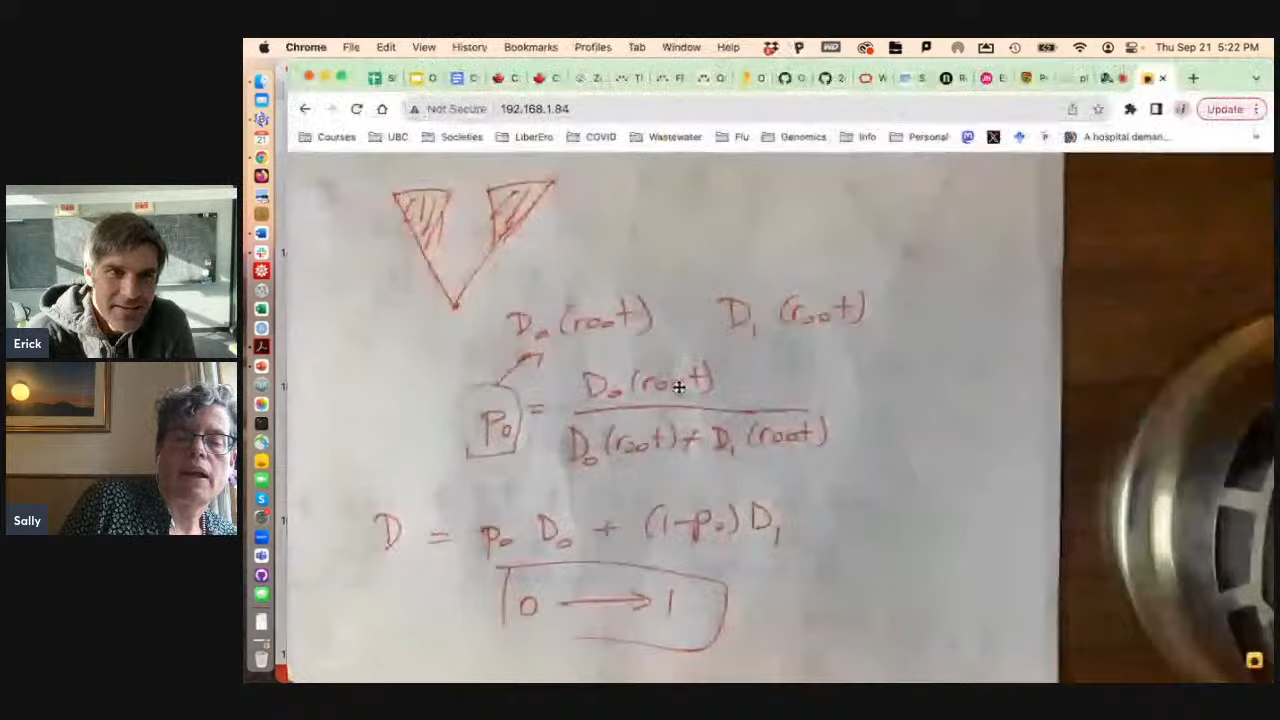 Chrome File Edit View History Bookmarks Profiles Tab Window Help Thu Sep 21 5:22 PM
Not Secure 192.168.1.84 Update
Courses UBC Societies LiberEro COVID Wastewater Flu Genomics Info Personal A hospital deman...
D₀ (root) D₁ (root)
p₀ = D₀ (root)
D₀ (root) + D₁ (root)
D = p₀ D₀ + (1-p₀) D₁
0 → 1
Erick
Sally